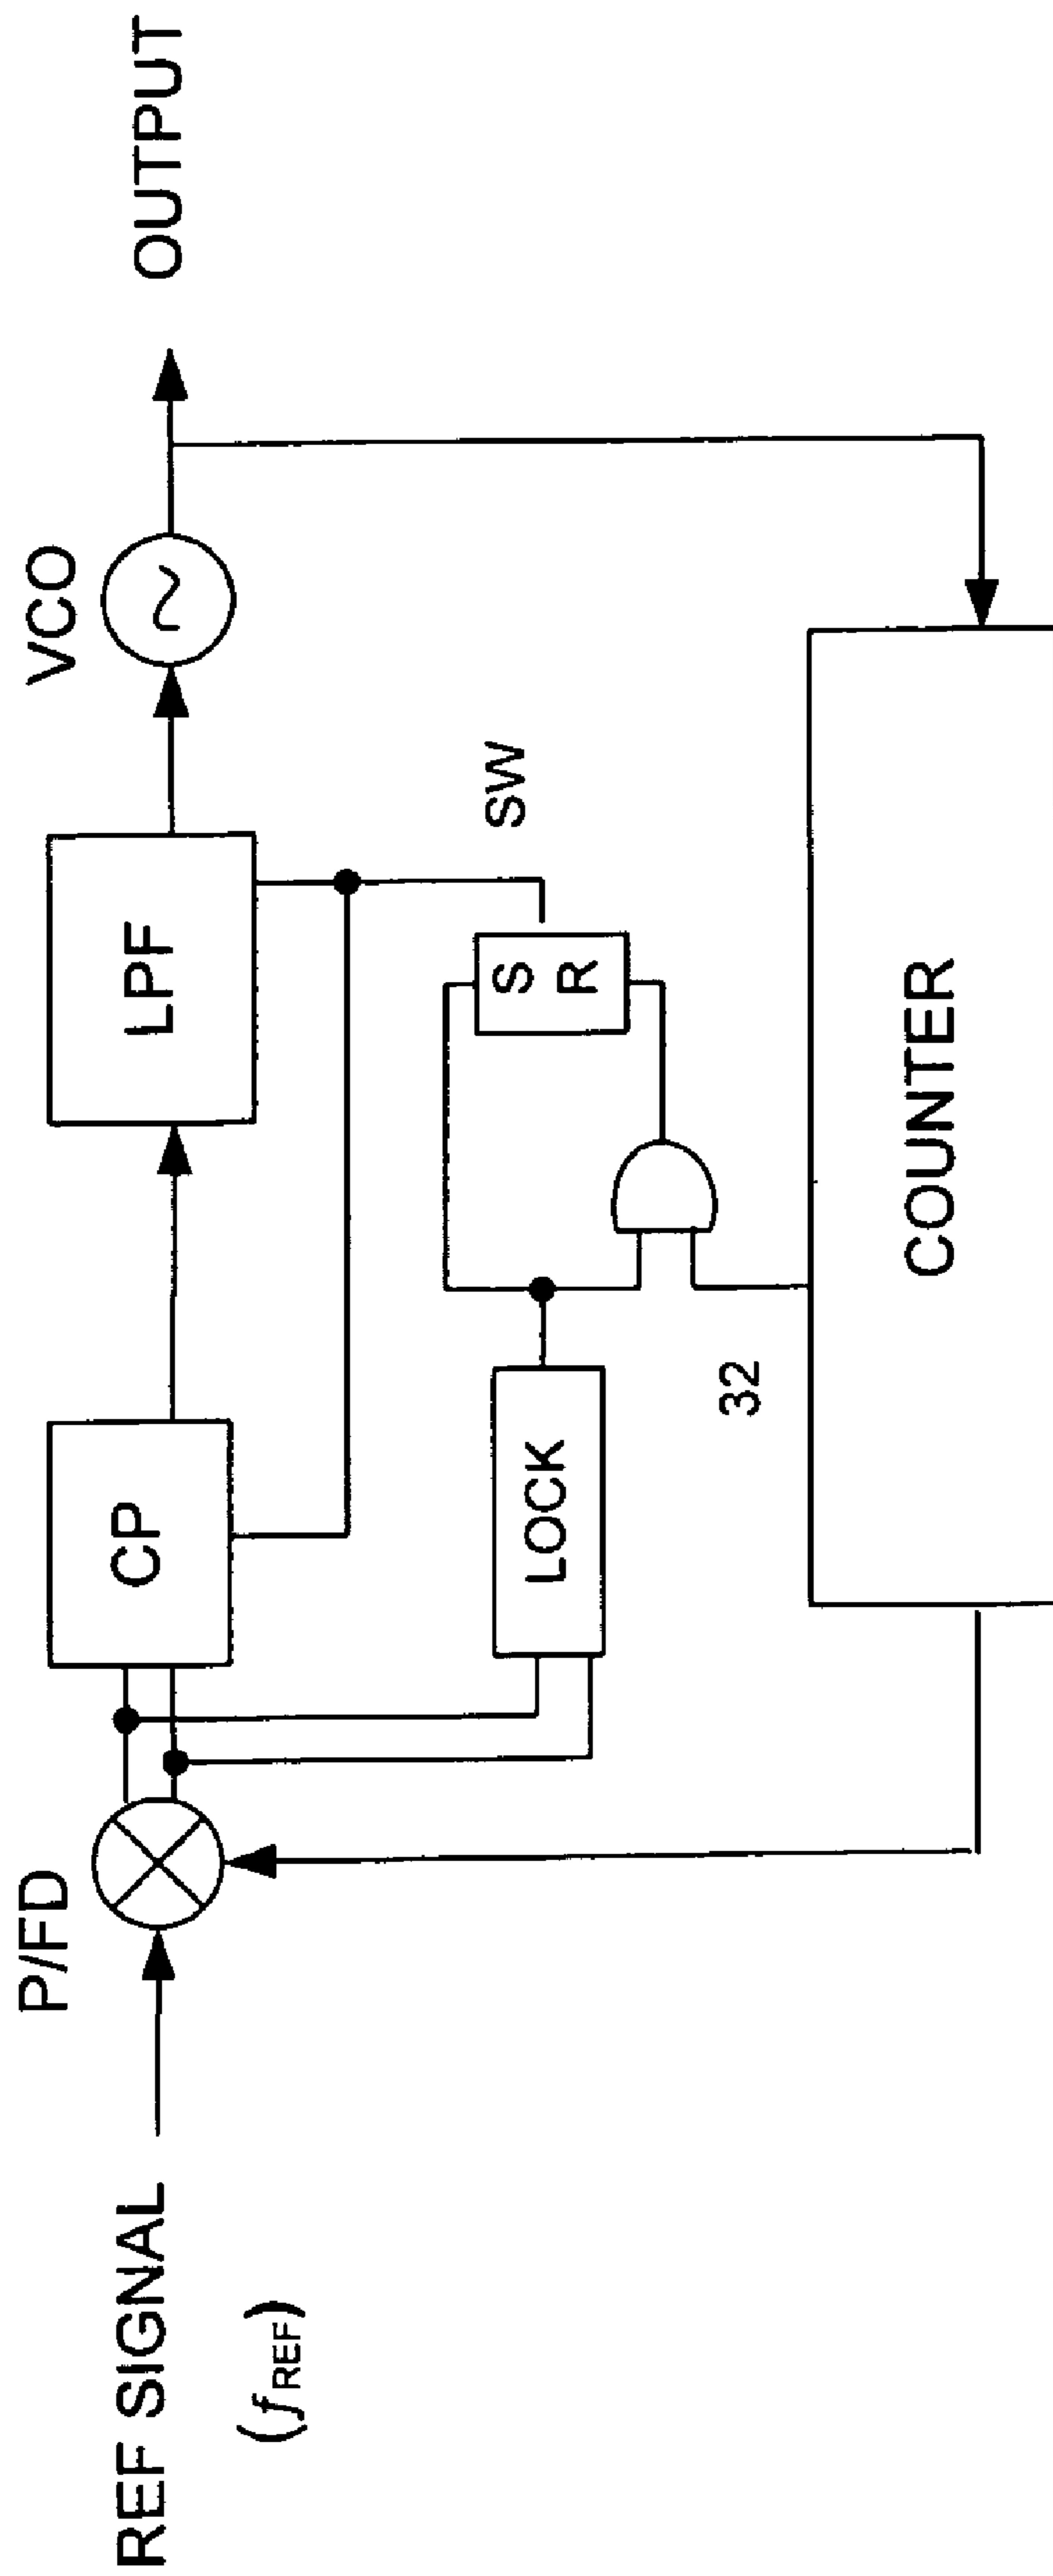 REF SIGNAL
(fREF)
P/FD
CP
LPF
VCO
OUTPUT
LOCK
S
R
SW
32
COUNTER